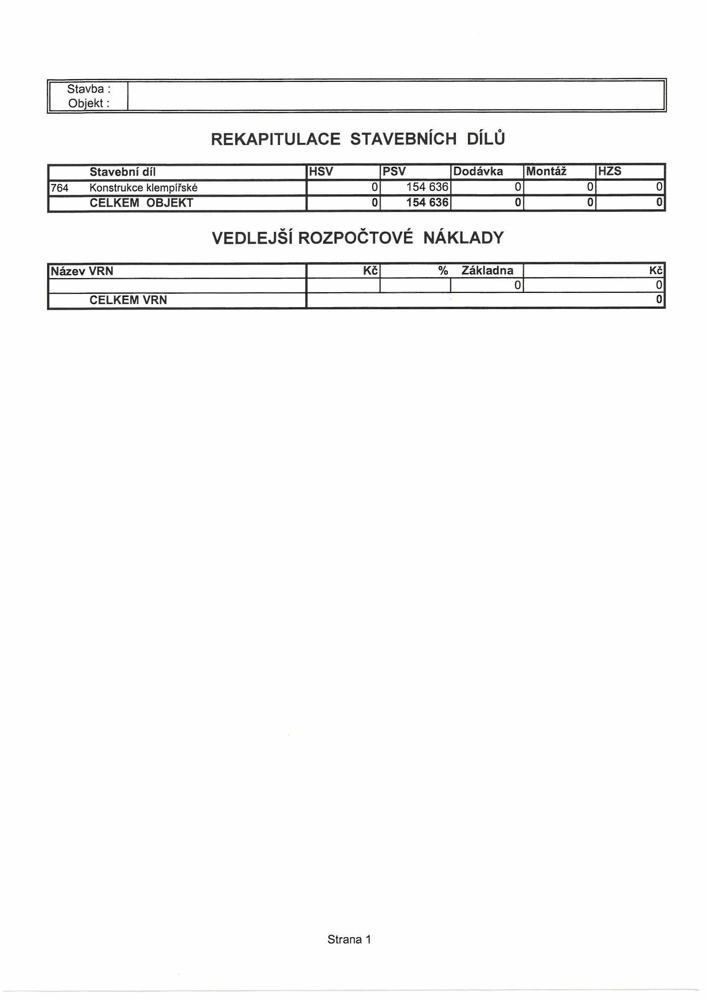 Stavba :
Objekt :
REKAPITULACE STAVEBNÍCH DÍLŮ
Stavební díl HSV PSV Dodávka Montáž HZS
764 Konstrukce klempířské 0 154 636 0 0 0
CELKEM OBJEKT 0 154 636 0 0 0
VEDLEJŠÍ ROZPOČTOVÉ NÁKLADY
Název VRN Kč % Základna Kč
0 0
CELKEM VRN 0
Strana 1